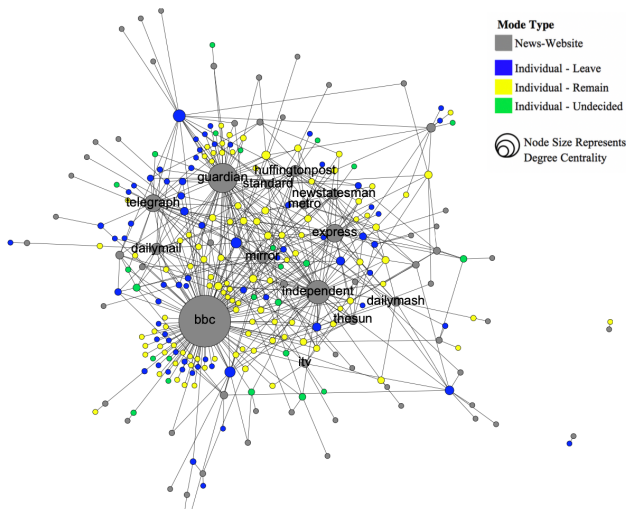 Mode Type
News-Website
Individual - Leave
Individual - Remain
Individual - Undecided
Node Size Represents
Degree Centrality
huffingtonpost
guardian
standard
newstatesman
telegraph
metro
express
dailymail
mirror
independent
dailymash
bbc
thesun
itv